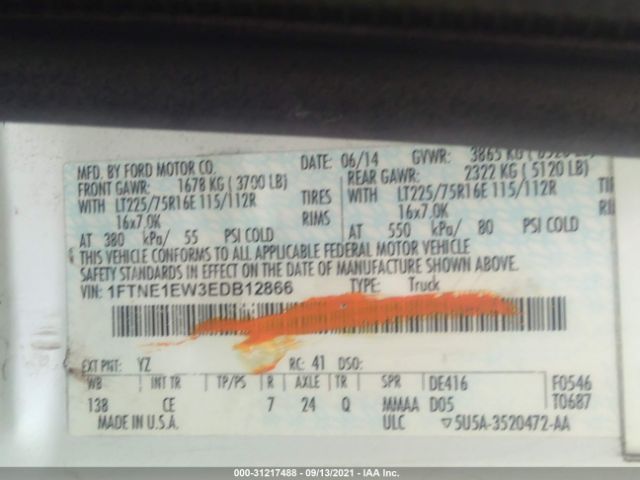 MFD. BY FORD MOTOR CO.
DATE: 06/14 GVWR: 3865 KG
FRONT GAWR: 1678 KG ( 3700 LB)
REAR GAWR: 2322 KG ( 5120 LB)
WITH LT225/75R16E 115/112R TIRES
WITH LT225/75R16E 115/112R
16x7.0K RIMS
16x7.0K
AT 380 kPa/ 55 PSI COLD
AT 550 kPa/ 80 PSI COLD
THIS VEHICLE CONFORMS TO ALL APPLICABLE FEDERAL MOTOR VEHICLE
SAFETY STANDARDS IN EFFECT ON THE DATE OF MANUFACTURE SHOWN ABOVE.
VIN: 1FTNE1EW3EDB12866 TYPE: Truck
EXT PNT: YZ RC: 41 DSO:
WB INT TR TP/PS R AXLE TR SPR DE416 F0546
138 CE 7 24 Q MMAA D05 T0687
MADE IN U.S.A. ULC ▽5U5A-3520472-AA
000-31217488 - 09/13/2021 - IAA Inc.